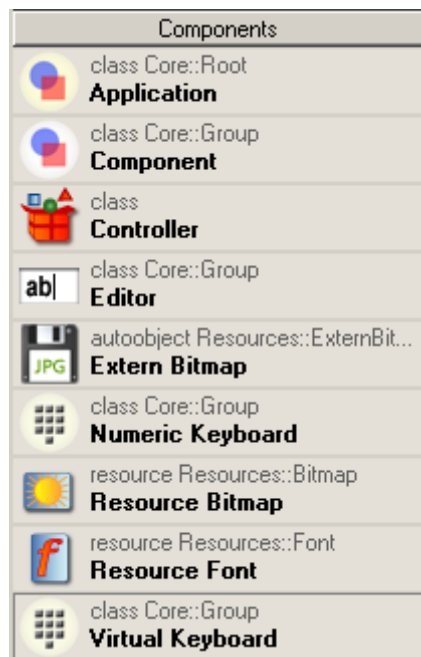 Components
class Core::Root
Application
class Core::Group
Component
class
Controller
ab
class Core::Group
Editor
JPG
autoobject Resources::ExternBit...
Extern Bitmap
class Core::Group
Numeric Keyboard
resource Resources::Bitmap
Resource Bitmap
f
resource Resources::Font
Resource Font
class Core::Group
Virtual Keyboard